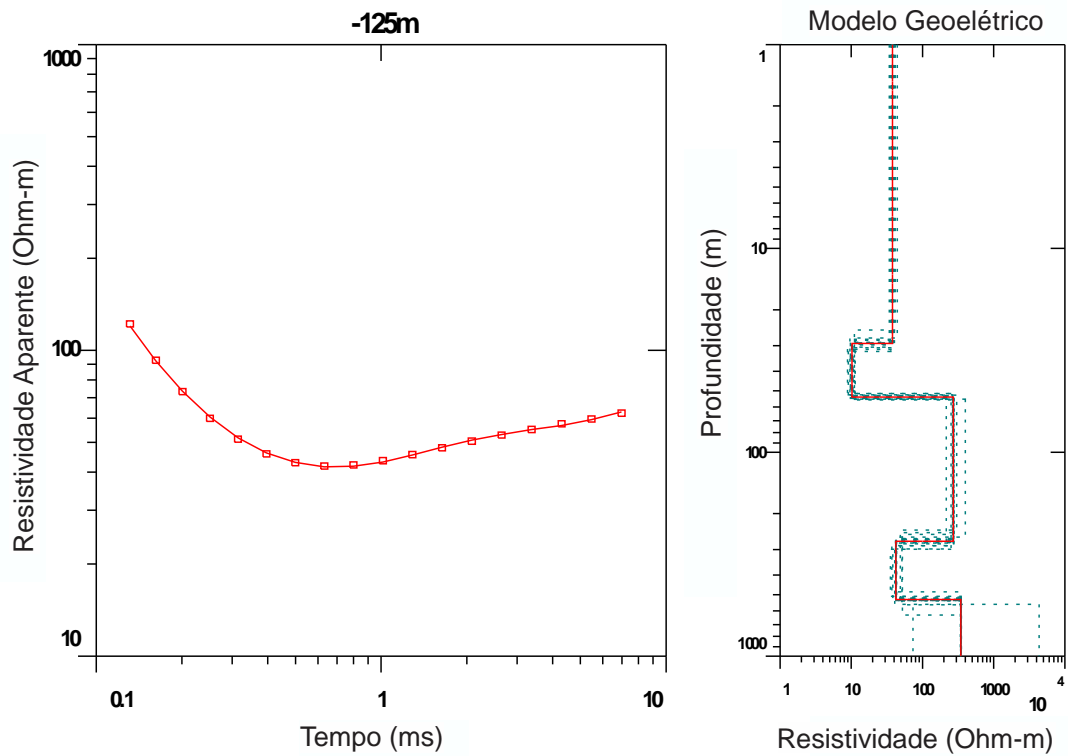 -125m
1000
100
10
0.1
1
10
Resistividade Aparente (Ohm-m)
Tempo (ms)
Modelo Geoelétrico
1
10
100
1000
1
10
100
1000
10 4
Profundidade (m)
Resistividade (Ohm-m)